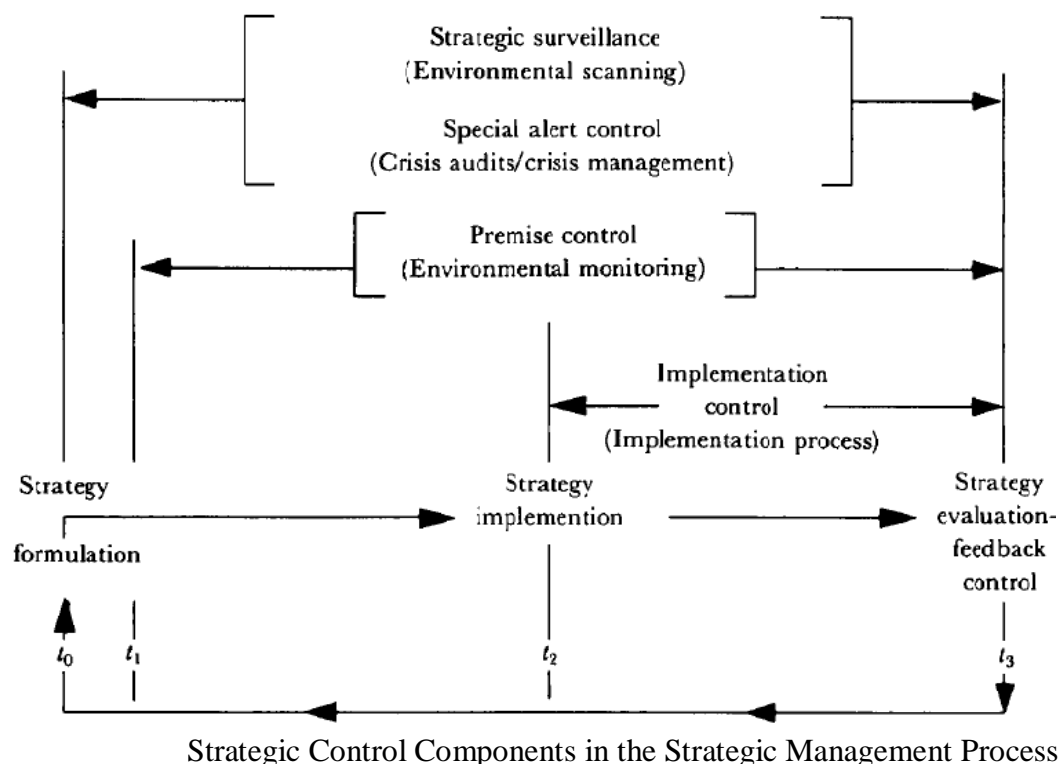 Strategic surveillance
(Environmental scanning)
Special alert control
(Crisis audits/crisis management)
Premise control
(Environmental monitoring)
Implementation
control
(Implementation process)
Strategy
formulation
Strategy
implemention
Strategy
evaluation-
feedback
control
t₀
t₁
t₂
t₃
Strategic Control Components in the Strategic Management Process